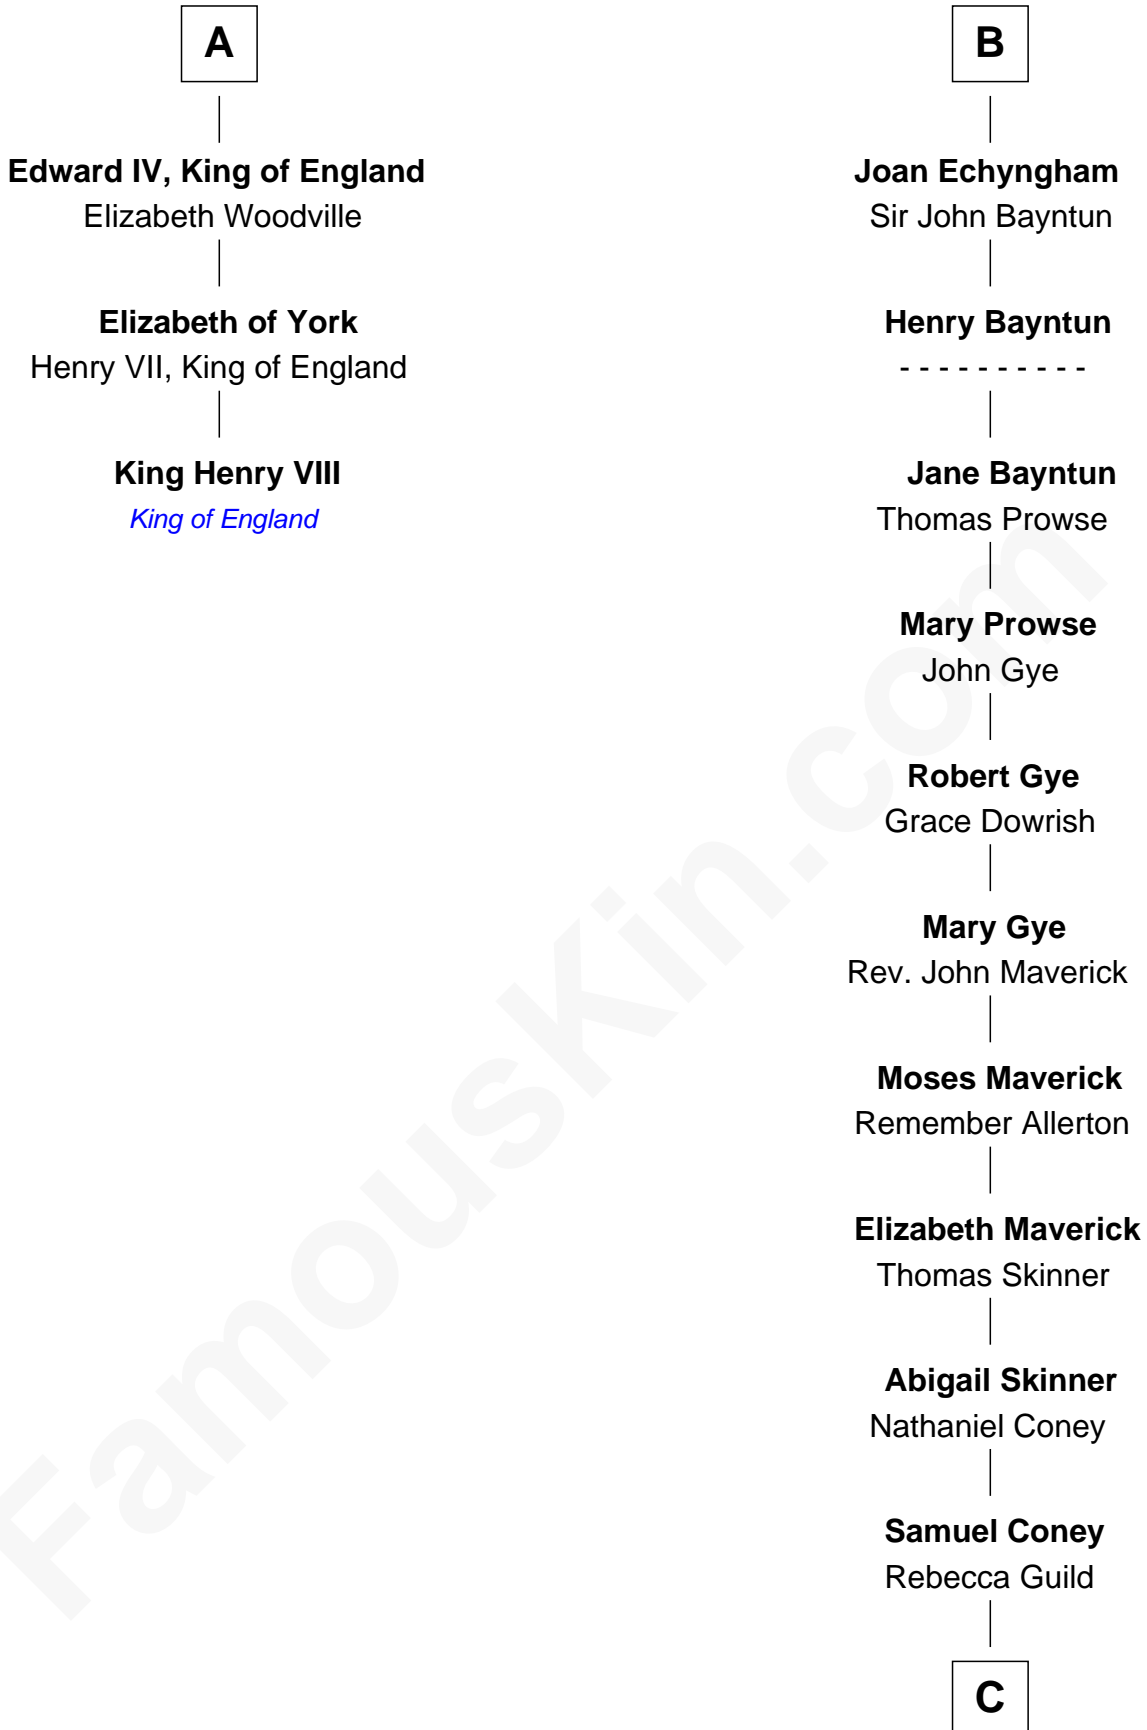 A
Edward IV, King of England
Elizabeth Woodville
Elizabeth of York
Henry VII, King of England
King Henry VIII
King of England
B
Joan Echyngham
Sir John Bayntun
Henry Bayntun
- - - - - - - - - -
Jane Bayntun
Thomas Prowse
Mary Prowse
John Gye
Robert Gye
Grace Dowrish
Mary Gye
Rev. John Maverick
Moses Maverick
Remember Allerton
Elizabeth Maverick
Thomas Skinner
Abigail Skinner
Nathaniel Coney
Samuel Coney
Rebecca Guild
C
FamousKin.com